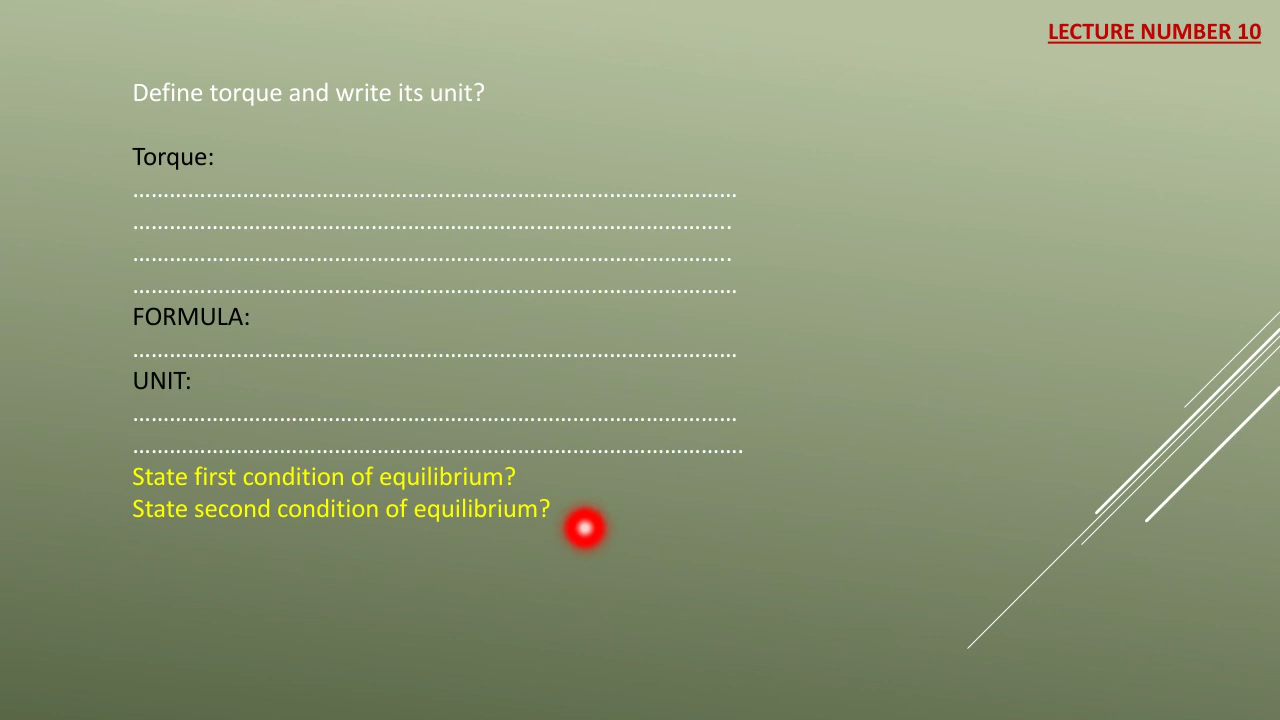 LECTURE NUMBER 10
Define torque and write its unit?
Torque:
………………………………………………………………………………………
……………………………………………………………………………………..
……………………………………………………………………………………..
………………………………………………………………………………………
FORMULA:
………………………………………………………………………………………
UNIT:
………………………………………………………………………………………
……………………………………………………………………………………….
State first condition of equilibrium?
State second condition of equilibrium?